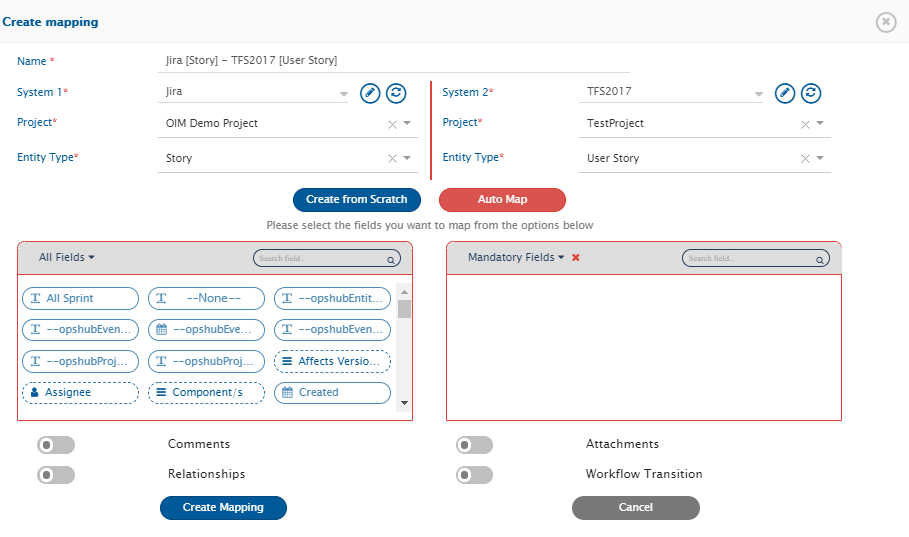 Create mapping
Name *
Jira [Story] - TFS2017 [User Story]
System 1*
Jira
System 2*
TFS2017
Project*
OIM Demo Project
Project*
TestProject
Entity Type*
Story
Entity Type*
User Story
Create from Scratch
Auto Map
Please select the fields you want to map from the options below
All Fields
Search field..
Mandatory Fields
Search field..
All Sprint
--None--
--opshubEntit...
--opshubEven...
--opshubEve...
--opshubEven...
--opshubProj...
--opshubProj...
Affects Versio...
Assignee
Component/s
Created
Comments
Attachments
Relationships
Workflow Transition
Create Mapping
Cancel